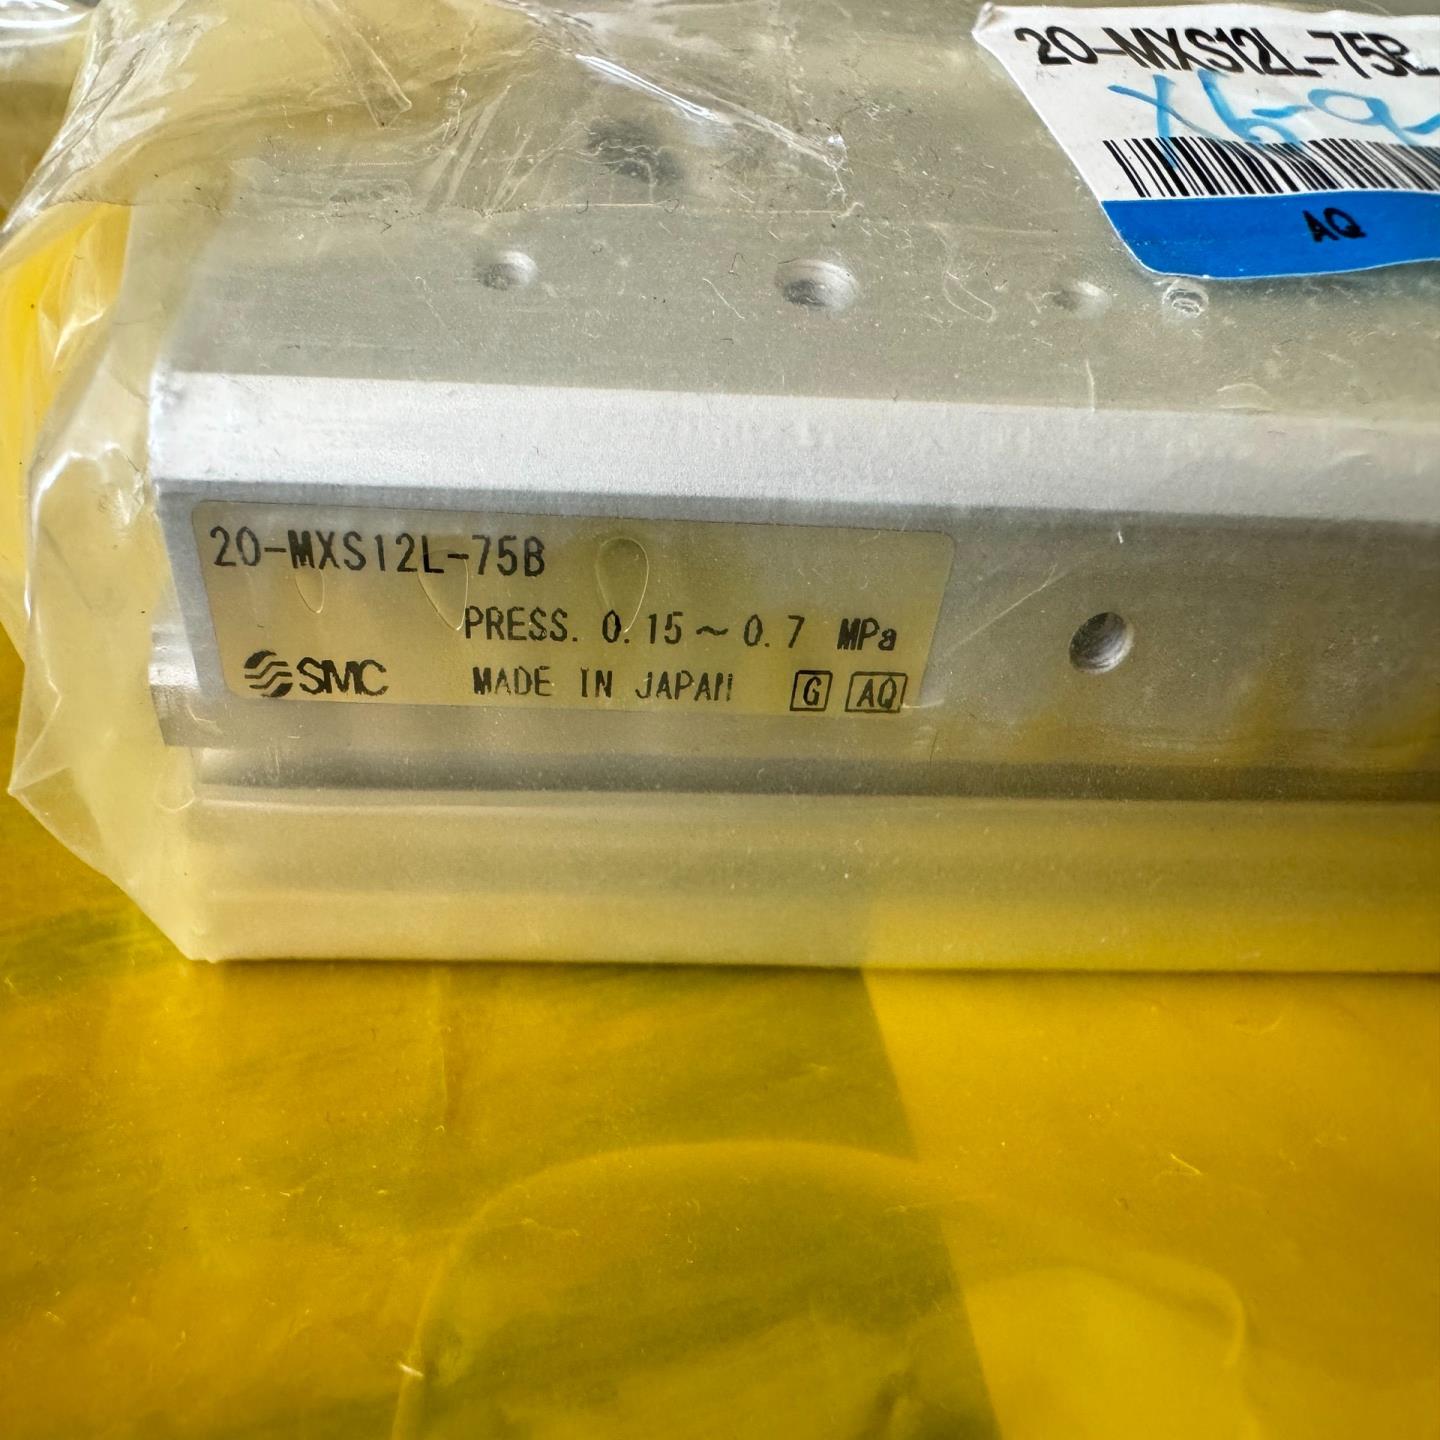 20-MXS12L-75B
AQ
20-MXS12L-75B
PRESS. 0.15~0.7 MPa
SMC MADE IN JAPAN G AQ